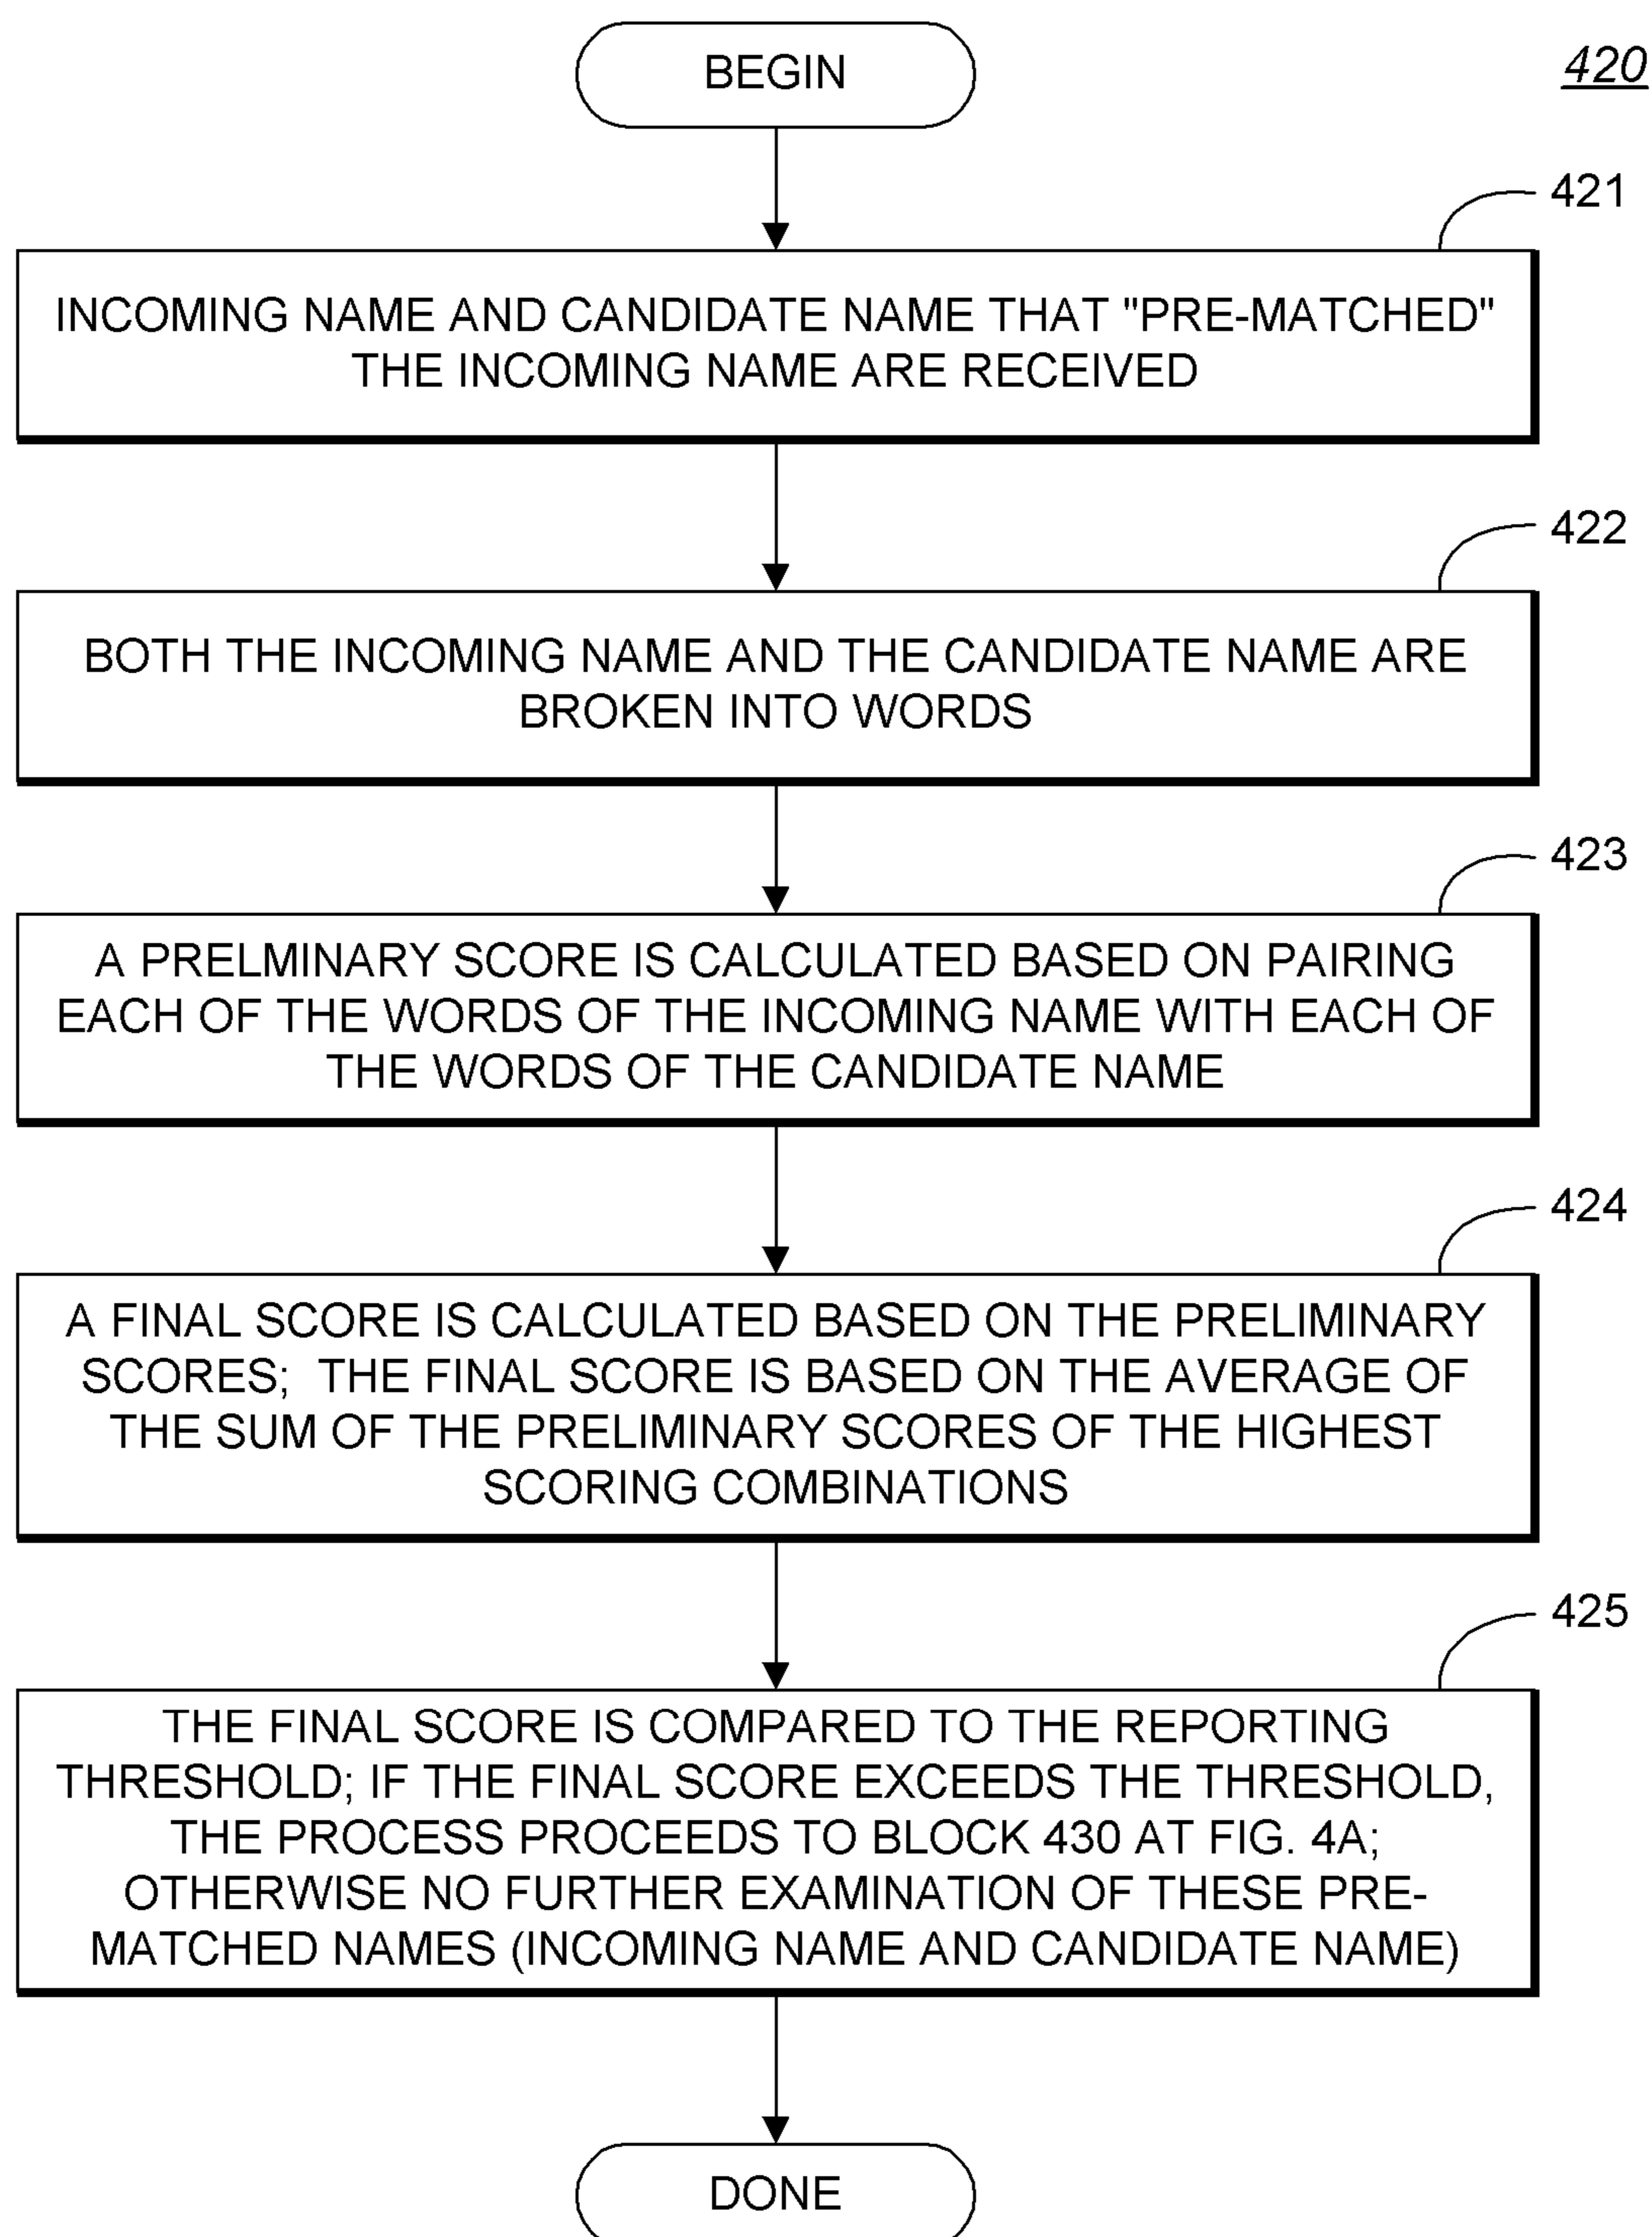 BEGIN
420
421
INCOMING NAME AND CANDIDATE NAME THAT "PRE-MATCHED"
THE INCOMING NAME ARE RECEIVED
422
BOTH THE INCOMING NAME AND THE CANDIDATE NAME ARE
BROKEN INTO WORDS
423
A PRELMINARY SCORE IS CALCULATED BASED ON PAIRING
EACH OF THE WORDS OF THE INCOMING NAME WITH EACH OF
THE WORDS OF THE CANDIDATE NAME
424
A FINAL SCORE IS CALCULATED BASED ON THE PRELIMINARY
SCORES; THE FINAL SCORE IS BASED ON THE AVERAGE OF
THE SUM OF THE PRELIMINARY SCORES OF THE HIGHEST
SCORING COMBINATIONS
425
THE FINAL SCORE IS COMPARED TO THE REPORTING
THRESHOLD; IF THE FINAL SCORE EXCEEDS THE THRESHOLD,
THE PROCESS PROCEEDS TO BLOCK 430 AT FIG. 4A;
OTHERWISE NO FURTHER EXAMINATION OF THESE PRE-
MATCHED NAMES (INCOMING NAME AND CANDIDATE NAME)
DONE